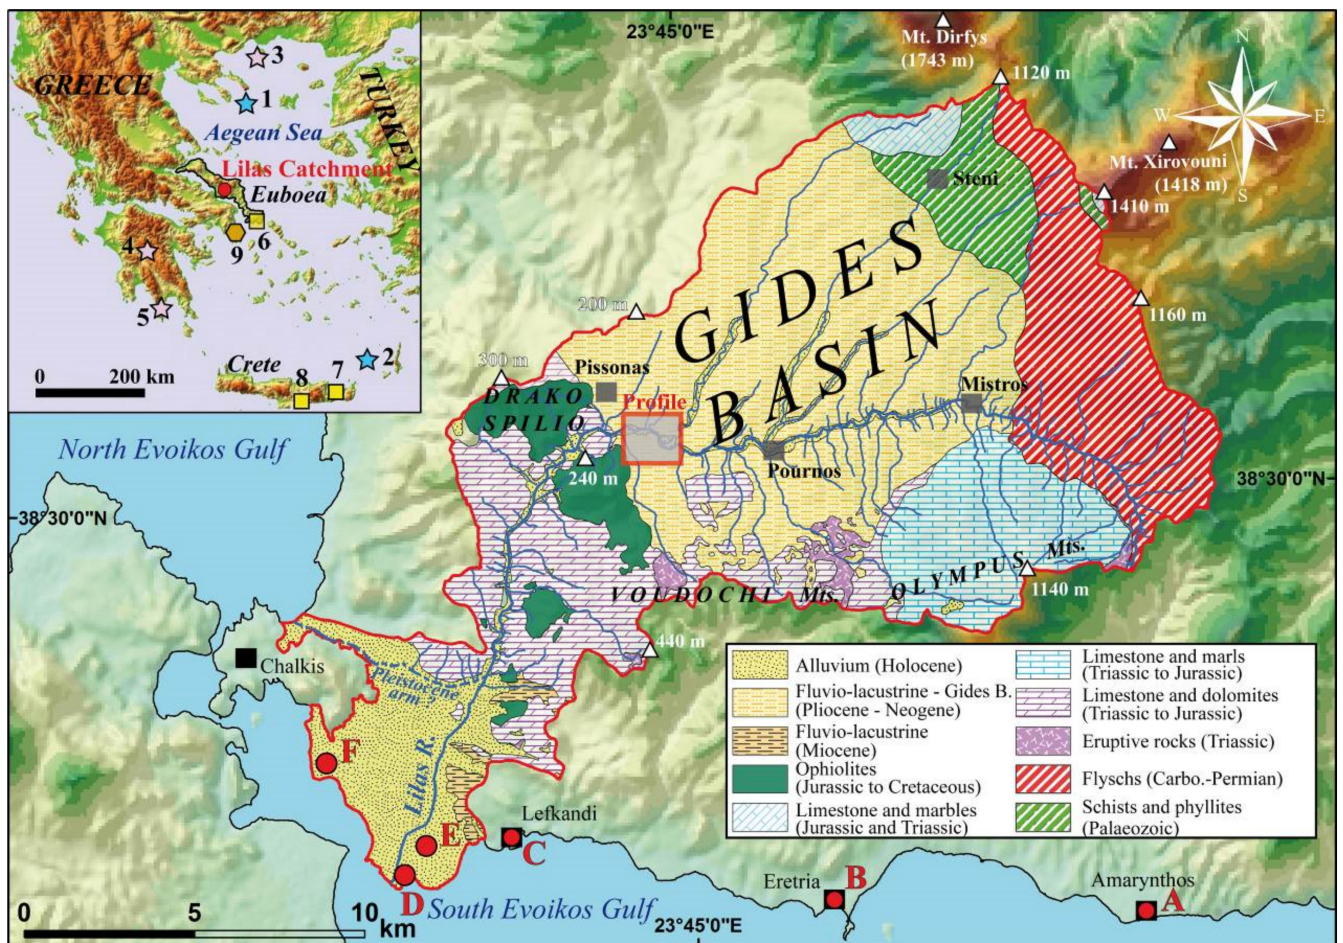 GREECE
TURKEY
3
1
Aegean Sea
Lilas Catchment
Euboea
6
9
4
5
2
Crete
7
8
0 200 km
23°45'0"E
Mt. Dirfys
(1743 m)
1120 m
N
W E
S
Mt. Xirovouni
(1418 m)
1410 m
Steni
GIDES
BASIN
1160 m
200 m
300 m
Pissonas
DRAKO
SPILIO
Profile
Mistros
Pournos
240 m
North Evoikos Gulf
38°30'0"N
38°30'0"N
OLYMPUS Mts.
VOUDOCHI Mts.
1140 m
440 m
Chalkis
Pleistocene
arm
Lilas R.
F
E
D
Lefkandi
C
Eretria
B
Amarynthos
A
South Evoikos Gulf
0 5 10
km
23°45'0"E
Alluvium (Holocene)
Fluvio-lacustrine - Gides B.
(Pliocene - Neogene)
Fluvio-lacustrine
(Miocene)
Ophiolites
(Jurassic to Cretaceous)
Limestone and marbles
(Jurassic and Triassic)
Limestone and marls
(Triassic to Jurassic)
Limestone and dolomites
(Triassic to Jurassic)
Eruptive rocks (Triassic)
Flyschs (Carbo.-Permian)
Schists and phyllites
(Palaeozoic)